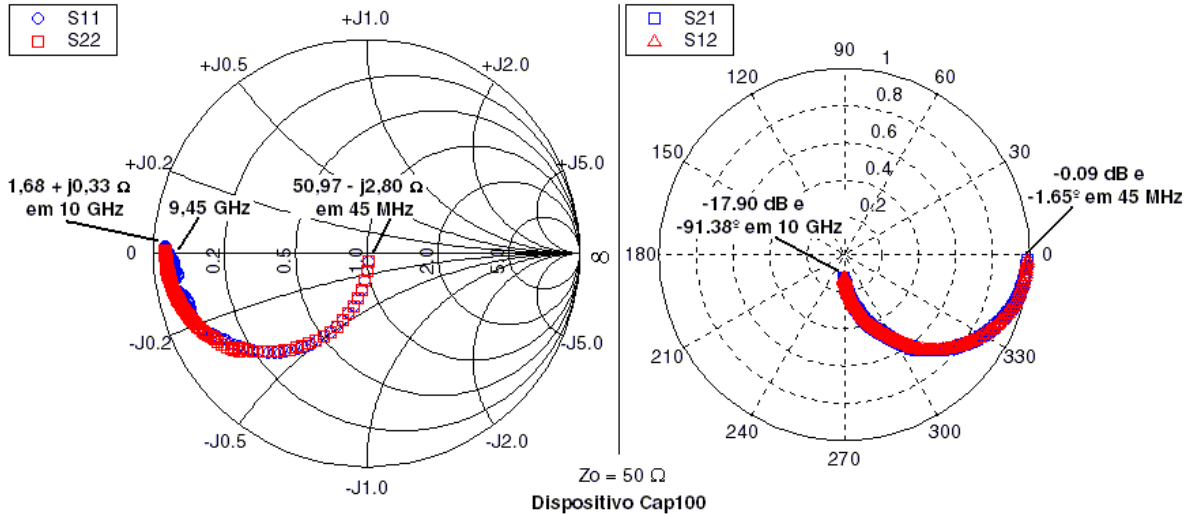 S11
S22
+J1.0
+J0.5
+J2.0
+J0.2
+J5.0
1,68 + j0,33 Ω
em 10 GHz
9,45 GHz
50,97 - j2,80 Ω
em 45 MHz
0
0.2
0.5
1.0
2.0
5.0
∞
-J0.2
-J5.0
-J0.5
-J2.0
-J1.0
S21
S12
90
1
120
60
0.8
0.6
150
0.4
30
0.2
-0.09 dB e
-1.65º em 45 MHz
-17.90 dB e
-91.38º em 10 GHz
180
0
210
330
240
300
270
Zo = 50 Ω
Dispositivo Cap100